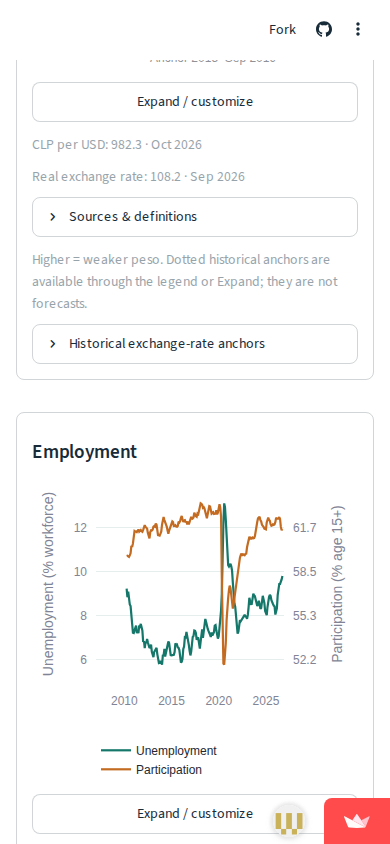 Fork
Expand / customize
CLP per USD: 982.3 · Oct 2026
Real exchange rate: 108.2 · Sep 2026
Sources & definitions
Higher = weaker peso. Dotted historical anchors are
available through the legend or Expand; they are not
forecasts.
Historical exchange-rate anchors
Employment
Unemployment (% workforce)
12
10
8
6
61.7
58.5
55.3
52.2
Participation (% age 15+)
2010 2015 2020 2025
Unemployment
Participation
Expand / customize